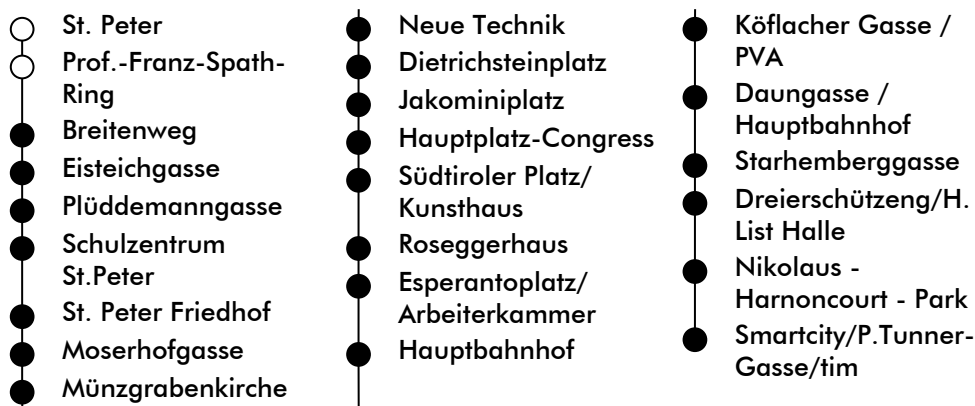 St. Peter
Prof.-Franz-Spath-
Ring
Breitenweg
Eisteichgasse
Plüddemanngasse
Schulzentrum
St.Peter
St. Peter Friedhof
Moserhofgasse
Münzgrabenkirche
Neue Technik
Dietrichsteinplatz
Jakominiplatz
Hauptplatz-Congress
Südtiroler Platz/
Kunsthaus
Roseggerhaus
Esperantoplatz/
Arbeiterkammer
Hauptbahnhof
Köflacher Gasse /
PVA
Daungasse /
Hauptbahnhof
Starhemberggasse
Dreierschützeng/H.
List Halle
Nikolaus -
Harnoncourt - Park
Smartcity/P.Tunner-
Gasse/tim